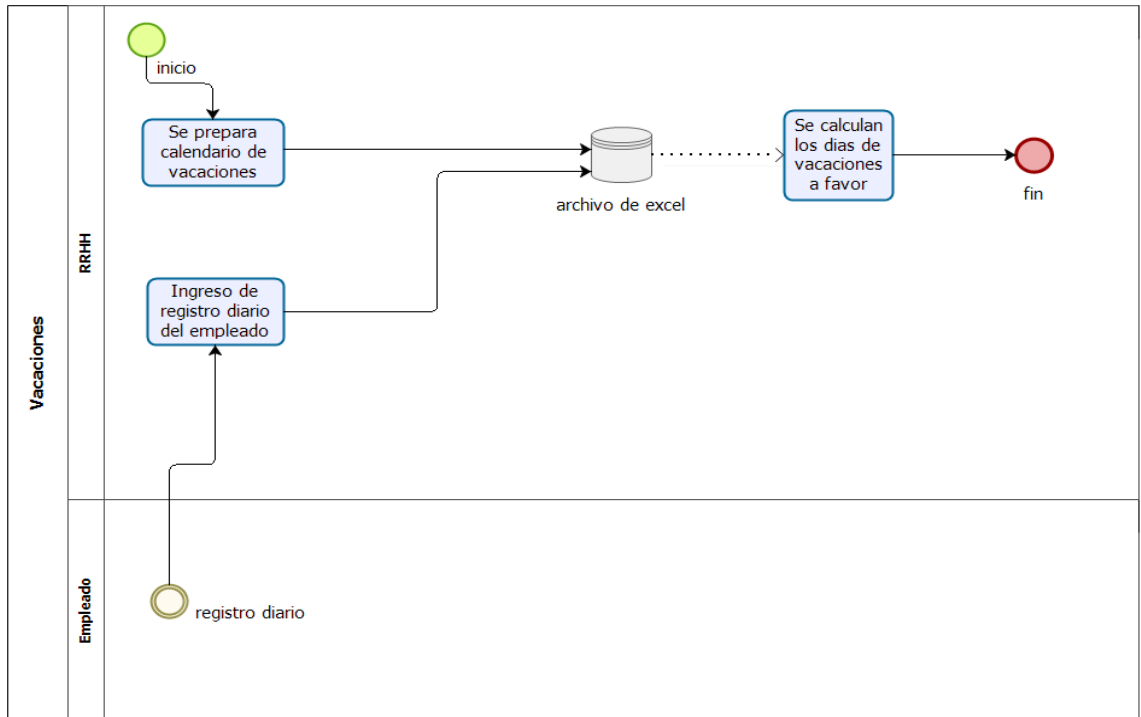 Vacaciones
RRHH
inicio
Se prepara
calendario de
vacaciones
archivo de excel
Se calculan
los dias de
vacaciones
a favor
fin
Ingreso de
registro diario
del empleado
Empleado
registro diario